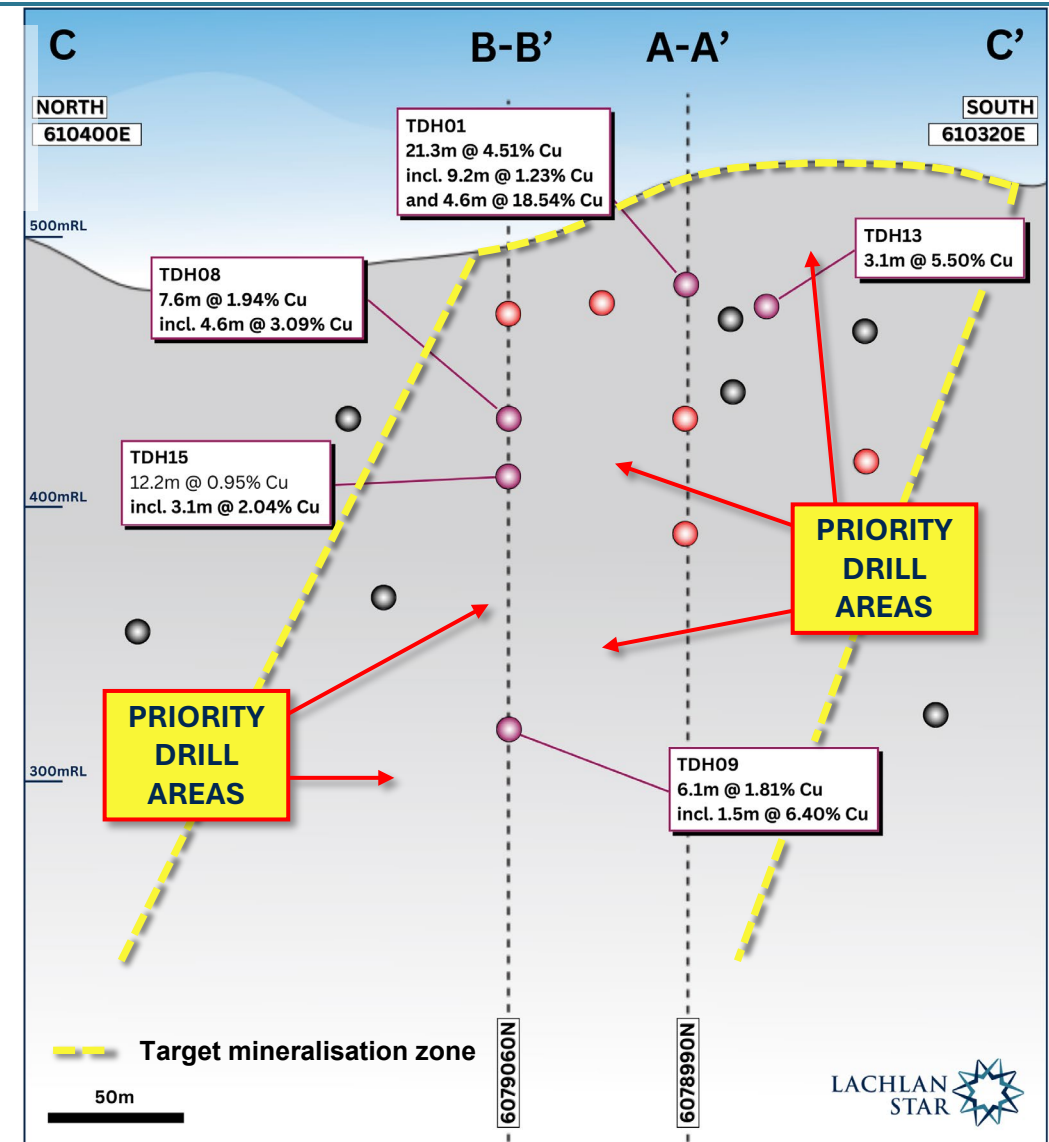 C
B-B’
A-A’
C’
NORTH
610400E
SOUTH
610320E
TDH01
21.3m @ 4.51% Cu
incl. 9.2m @ 1.23% Cu
and 4.6m @ 18.54% Cu
500mRL
TDH13
3.1m @ 5.50% Cu
TDH08
7.6m @ 1.94% Cu
incl. 4.6m @ 3.09% Cu
TDH15
12.2m @ 0.95% Cu
incl. 3.1m @ 2.04% Cu
400mRL
PRIORITY
DRILL
AREAS
PRIORITY
DRILL
AREAS
300mRL
TDH09
6.1m @ 1.81% Cu
incl. 1.5m @ 6.40% Cu
6079060N
6078990N
Target mineralisation zone
50m
LACHLAN
STAR